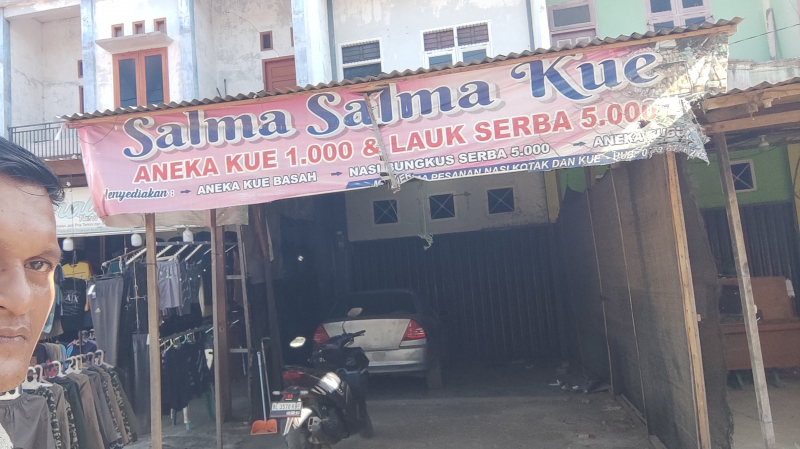 Salma Salma Kue
ANEKA KUE 1.000 & LAUK SERBA 5.000
Menyediakan : → ANEKA KUE BASAH → NASI BUNGKUS SERBA 5.000 → ANEKA
PESANAN NASI KOTAK DAN KUE -